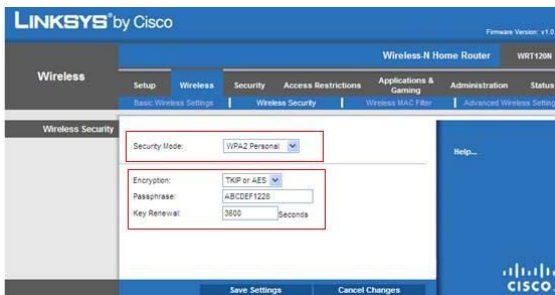 LINKSYS by Cisco
Firmware Version: v1.0
Wireless-N Home Router WRT120N
Wireless
Setup Wireless Security Access Restrictions Applications & Gaming Administration Status
Basic Wireless Settings Wireless Security Wireless MAC Filter Advanced Wireless Setting
Wireless Security
Security Mode: WPA2 Personal
Help...
Encryption: TKIP or AES
Passphrase: ABCDEF1228
Key Renewal: 3600 Seconds
Save Settings Cancel Changes
CISCO